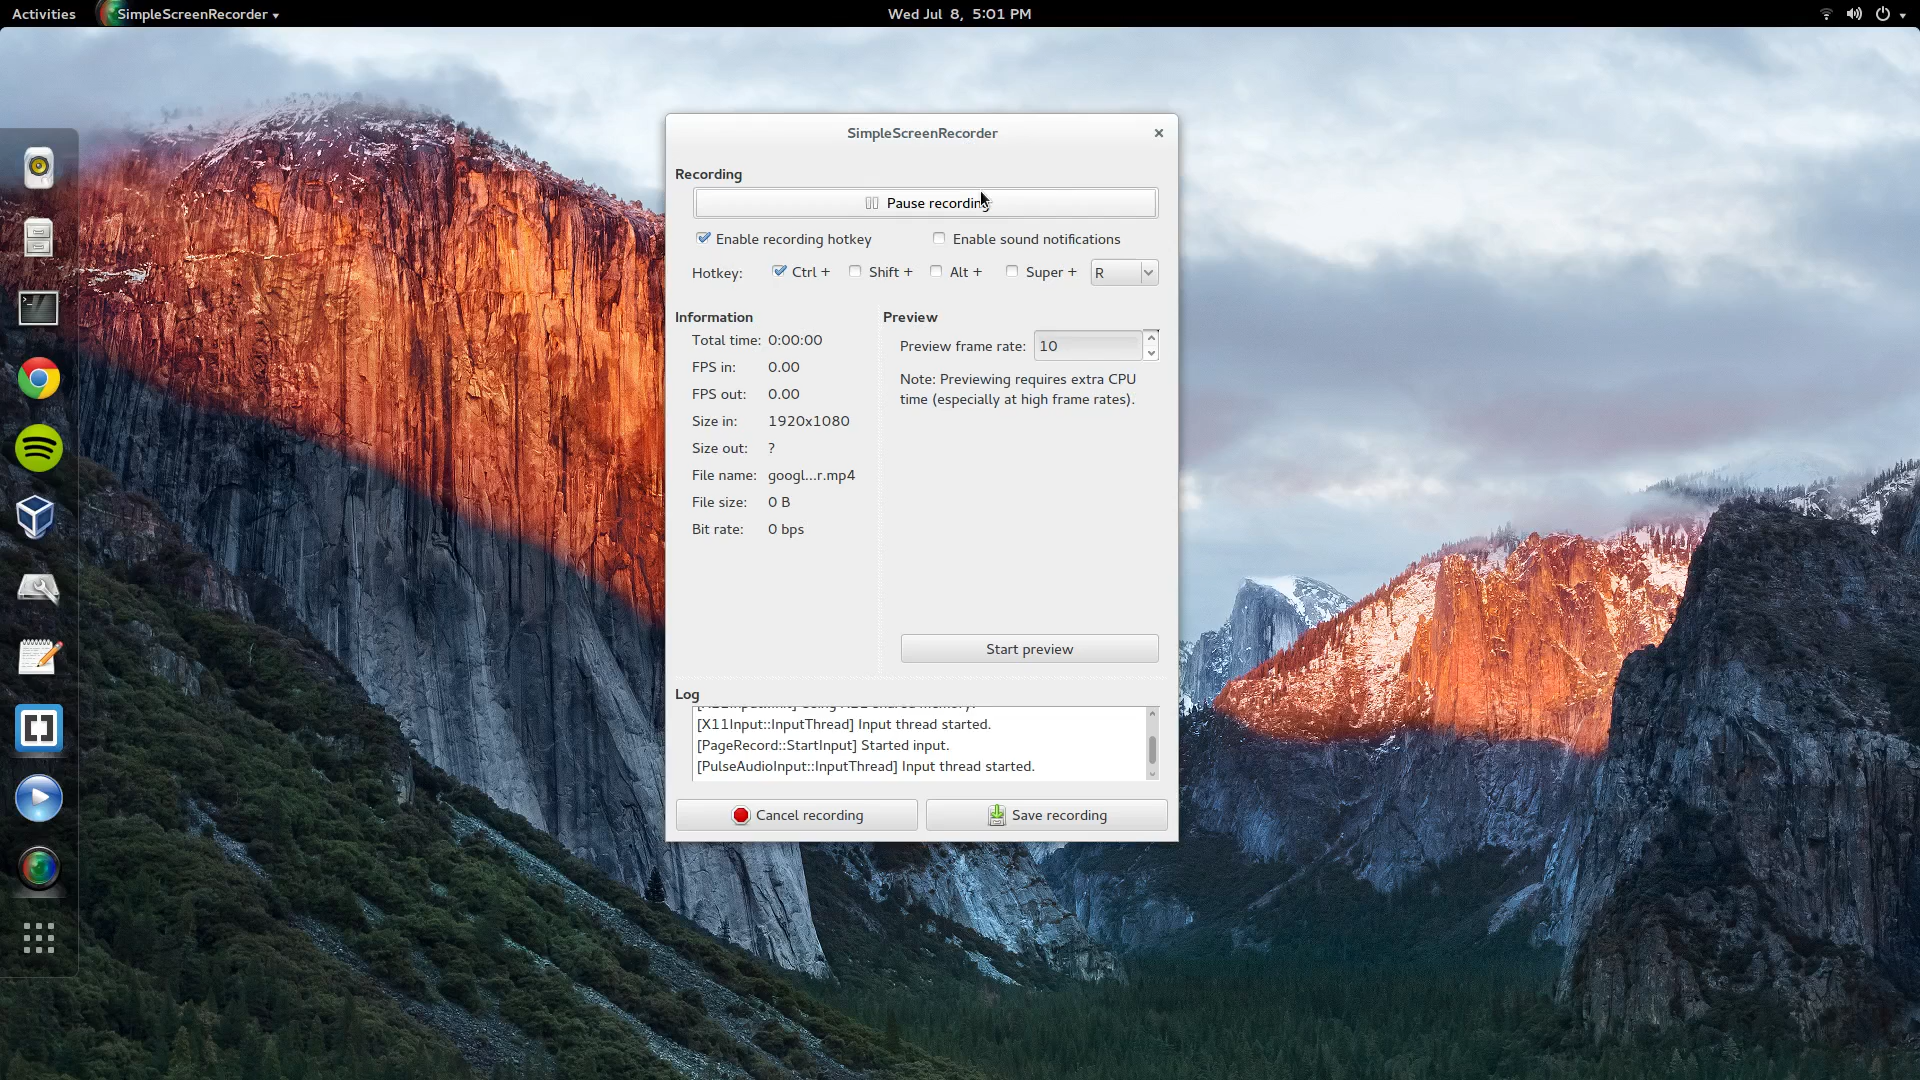 Activities
SimpleScreenRecorder
Wed Jul 8, 5:01 PM
SimpleScreenRecorder
Recording
Pause recording
Enable recording hotkey
Enable sound notifications
Hotkey: Ctrl + Shift + Alt + Super + R
Information
Total time: 0:00:00
FPS in: 0.00
FPS out: 0.00
Size in: 1920x1080
Size out: ?
File name: googl...r.mp4
File size: 0 B
Bit rate: 0 bps
Preview
Preview frame rate: 10
Note: Previewing requires extra CPU
time (especially at high frame rates).
Start preview
Log
[X11Input::InputThread] Input thread started.
[PageRecord::StartInput] Started input.
[PulseAudioInput::InputThread] Input thread started.
Cancel recording
Save recording